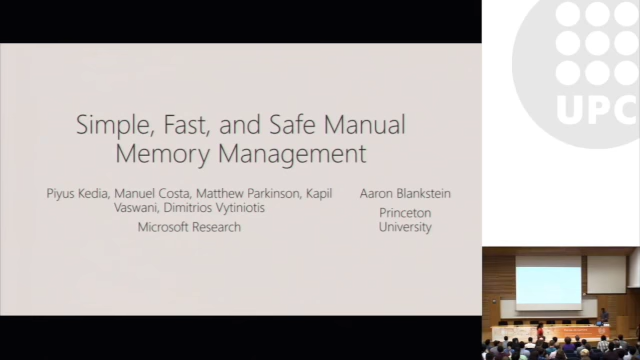 Simple, Fast, and Safe Manual
Memory Management
Piyus Kedia, Manuel Costa, Matthew Parkinson, Kapil
Vaswani, Dimitrios Vytiniotis
Microsoft Research
Aaron Blankstein
Princeton
University
UPC